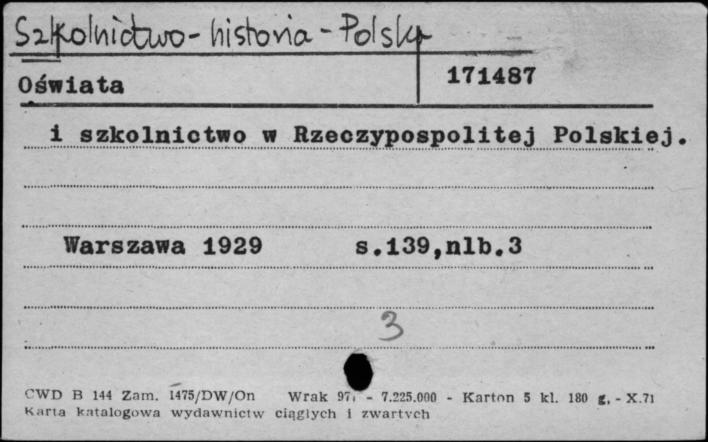 Szkolnictwo - historia - Polska
Oświata
171487
i szkolnictwo w Rzeczypospolitej Polskiej.
Warszawa 1929 s.139,nlb.3
3
CWD B 144 Zam. 1475/DW/On Wrak - 7.225.000 - Karton 5 kl. 180 g. - X.71
Karta katalogowa wydawnictw ciągłych i zwartych